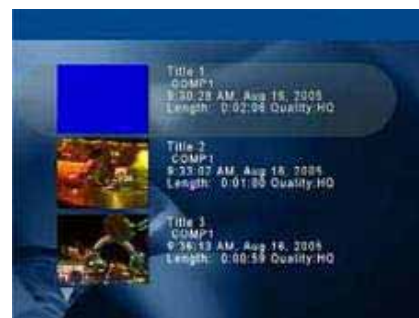 Title 1
COMP1
9:30:28 AM, Aug 16, 2005
Length: 0:02:06 Quality:HQ
Title 2
COMP1
9:33:07 AM, Aug 16, 2005
Length: 0:01:00 Quality:HQ
Title 3
COMP1
9:36:13 AM, Aug 16, 2005
Length: 0:00:59 Quality:HQ